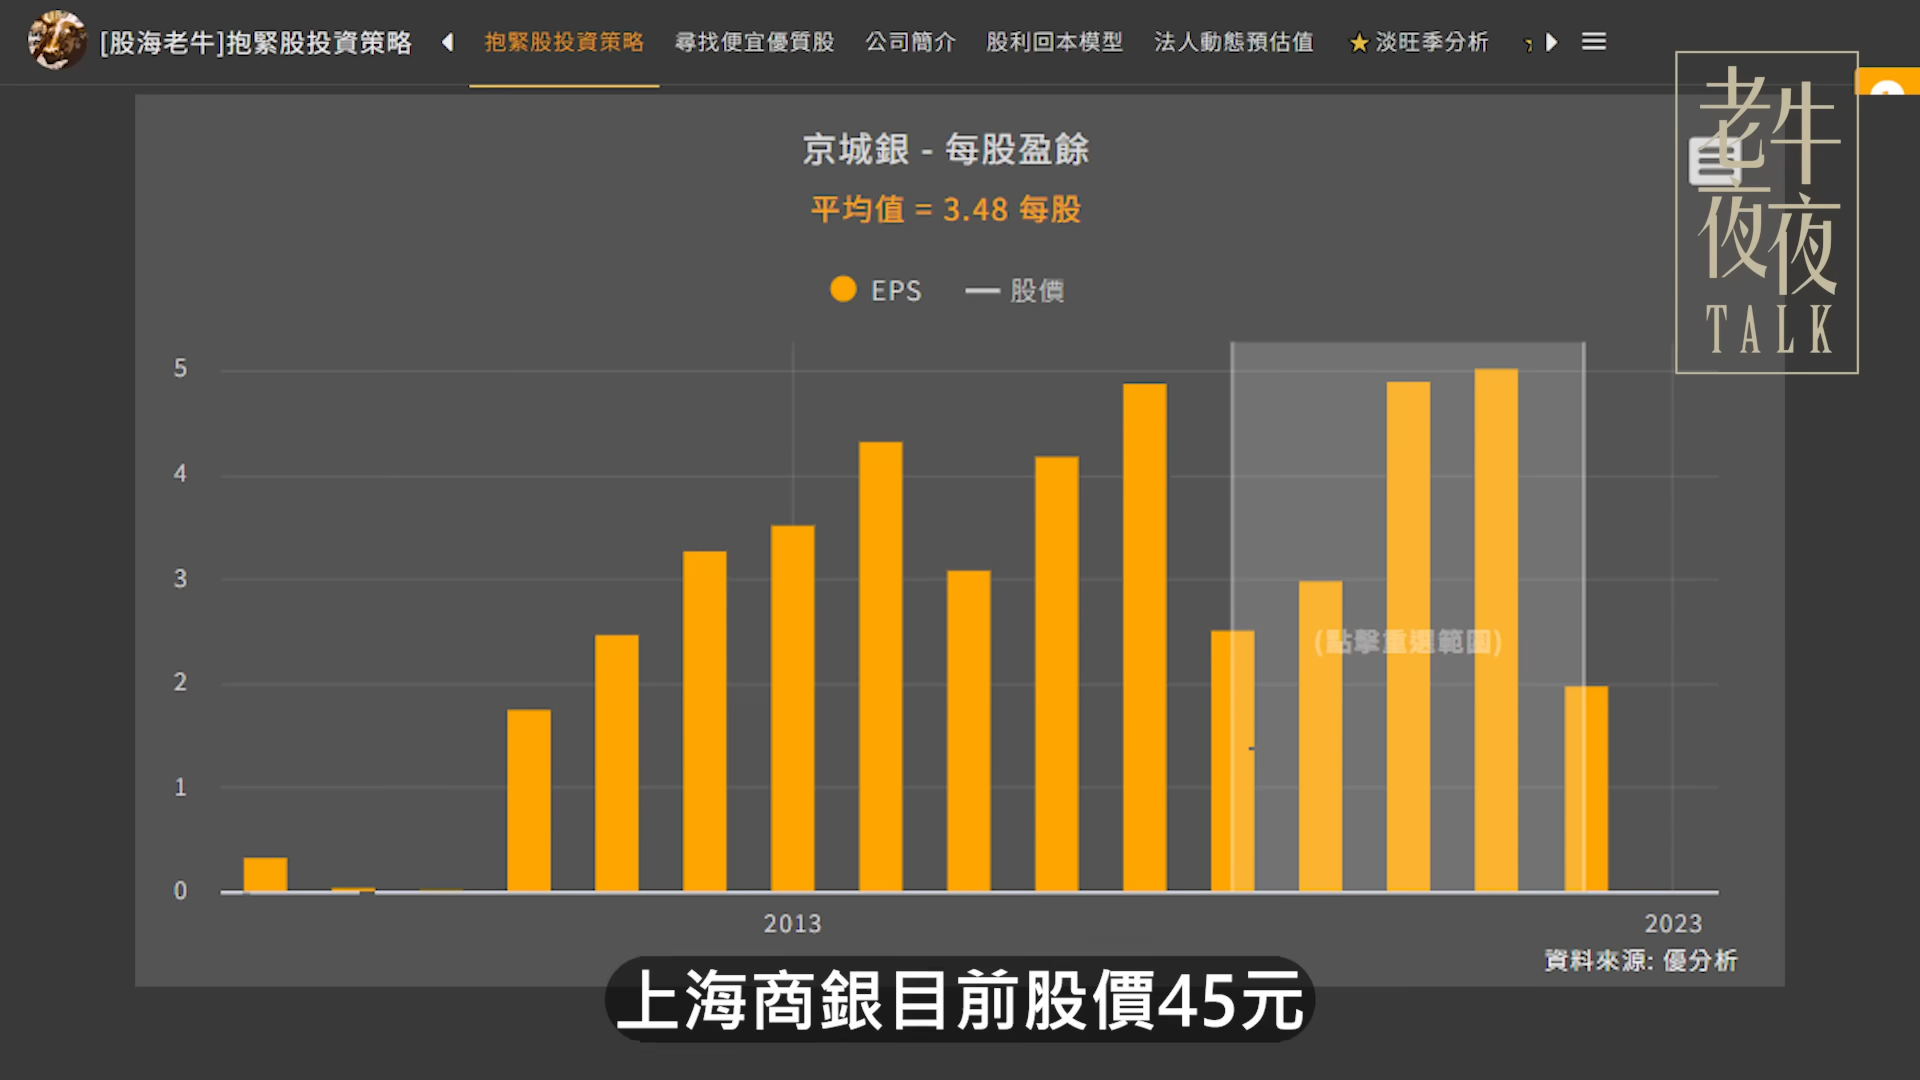 [股海老牛]抱緊股投資策略 抱緊股投資策略 尋找便宜優質股 公司簡介 股利回本模型 法人動態預估值 淡旺季分析
老牛
夜夜
TALK
京城銀 - 每股盈餘
平均值 = 3.48 每股
EPS 股價
5
4
3
2
1
0
(點擊重選範圍)
2013 2023
資料來源: 優分析
上海商銀目前股價45元